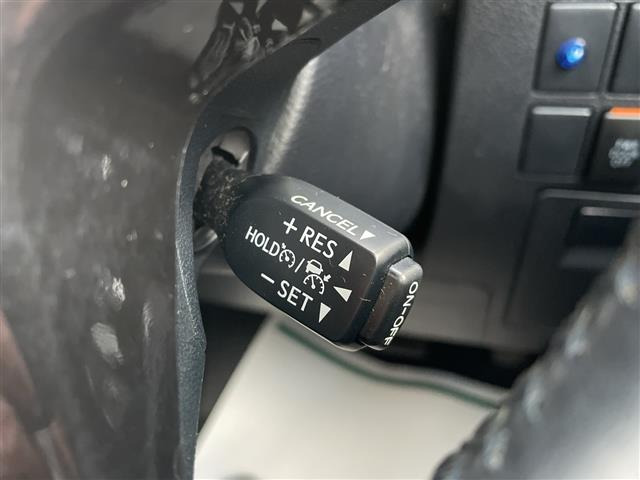 CANCEL▼
+ RES ▲
HOLD /
- SET ▼
ON-OFF